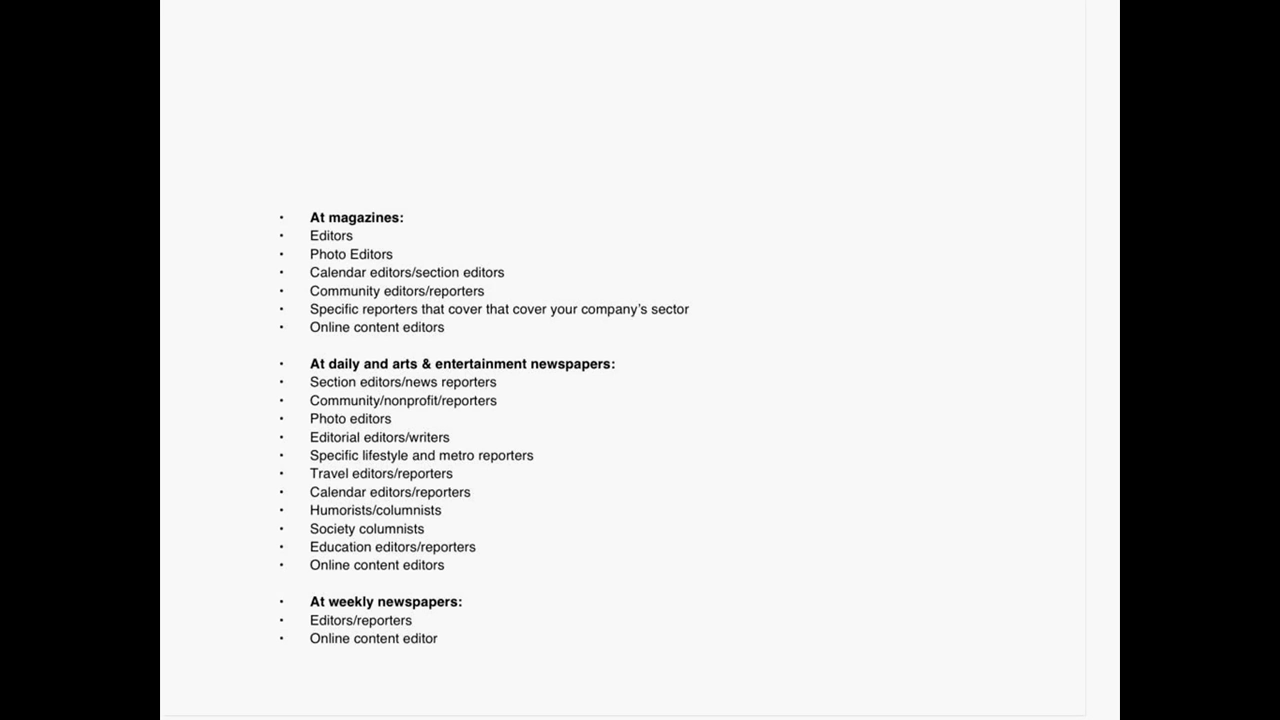 · At magazines:
· Editors
· Photo Editors
· Calendar editors/section editors
· Community editors/reporters
· Specific reporters that cover that cover your company’s sector
· Online content editors
· At daily and arts & entertainment newspapers:
· Section editors/news reporters
· Community/nonprofit/reporters
· Photo editors
· Editorial editors/writers
· Specific lifestyle and metro reporters
· Travel editors/reporters
· Calendar editors/reporters
· Humorists/columnists
· Society columnists
· Education editors/reporters
· Online content editors
· At weekly newspapers:
· Editors/reporters
· Online content editor